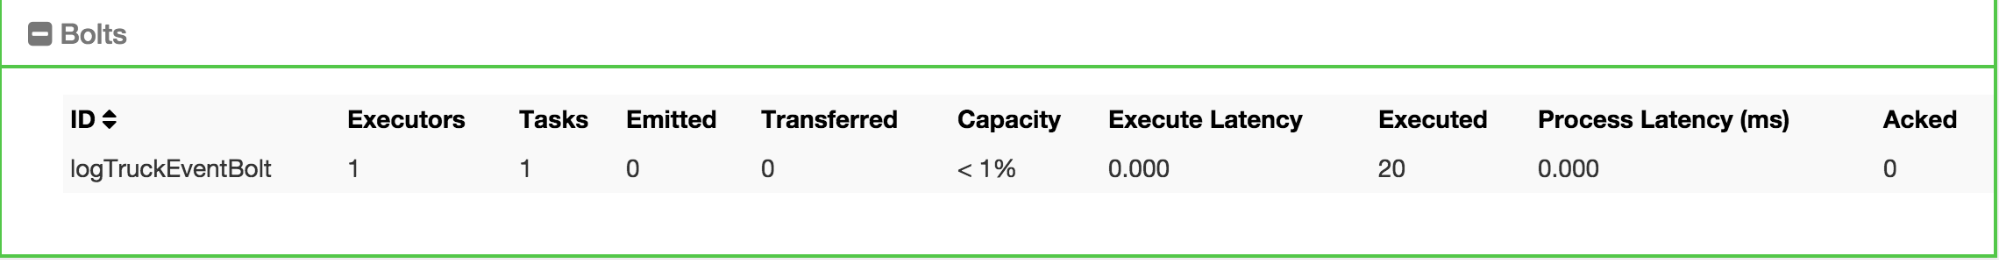 Bolts
ID Executors Tasks Emitted Transferred Capacity Execute Latency Executed Process Latency (ms) Acked
logTruckEventBolt 1 1 0 0 < 1% 0.000 20 0.000 0